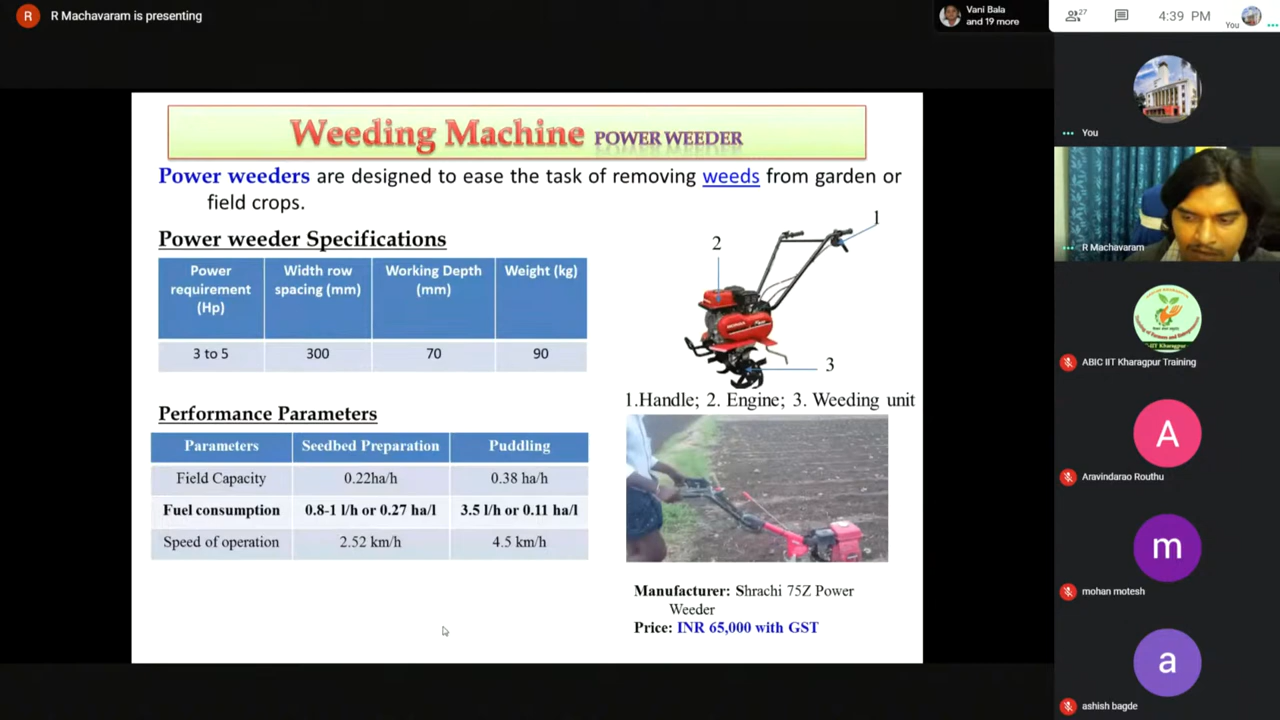 R
R Machavaram is presenting
Vani Bala
and 19 more
27
4:39 PM
You
Weeding Machine POWER WEEDER
Power weeders are designed to ease the task of removing weeds from garden or
field crops.
Power weeder Specifications
Power requirement (Hp) Width row spacing (mm) Working Depth (mm) Weight (kg)
3 to 5 300 70 90
1
2
3
1.Handle; 2. Engine; 3. Weeding unit
Performance Parameters
Parameters Seedbed Preparation Puddling
Field Capacity 0.22ha/h 0.38 ha/h
Fuel consumption 0.8-1 l/h or 0.27 ha/l 3.5 l/h or 0.11 ha/l
Speed of operation 2.52 km/h 4.5 km/h
Manufacturer: Shrachi 75Z Power
Weeder
Price: INR 65,000 with GST
You
R Machavaram
ABIC IIT Kharagpur Training
A
Aravindarao Routhu
m
mohan motesh
a
ashish bagde